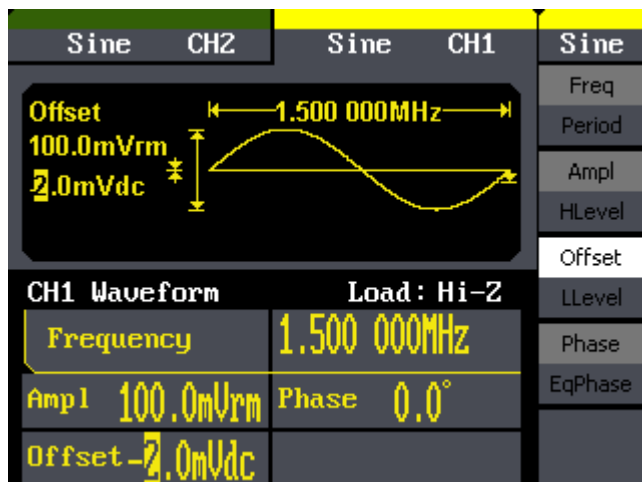 Sine CH2 Sine CH1 Sine
Offset
1.500 000MHz
100.0mVrm
-2.0mVdc
Freq
Period
Ampl
HLevel
Offset
LLevel
Phase
EqPhase
CH1 Waveform Load: Hi-Z
Frequency 1.500 000MHz
Ampl 100.0mVrm Phase 0.0°
Offset -2.0mVdc